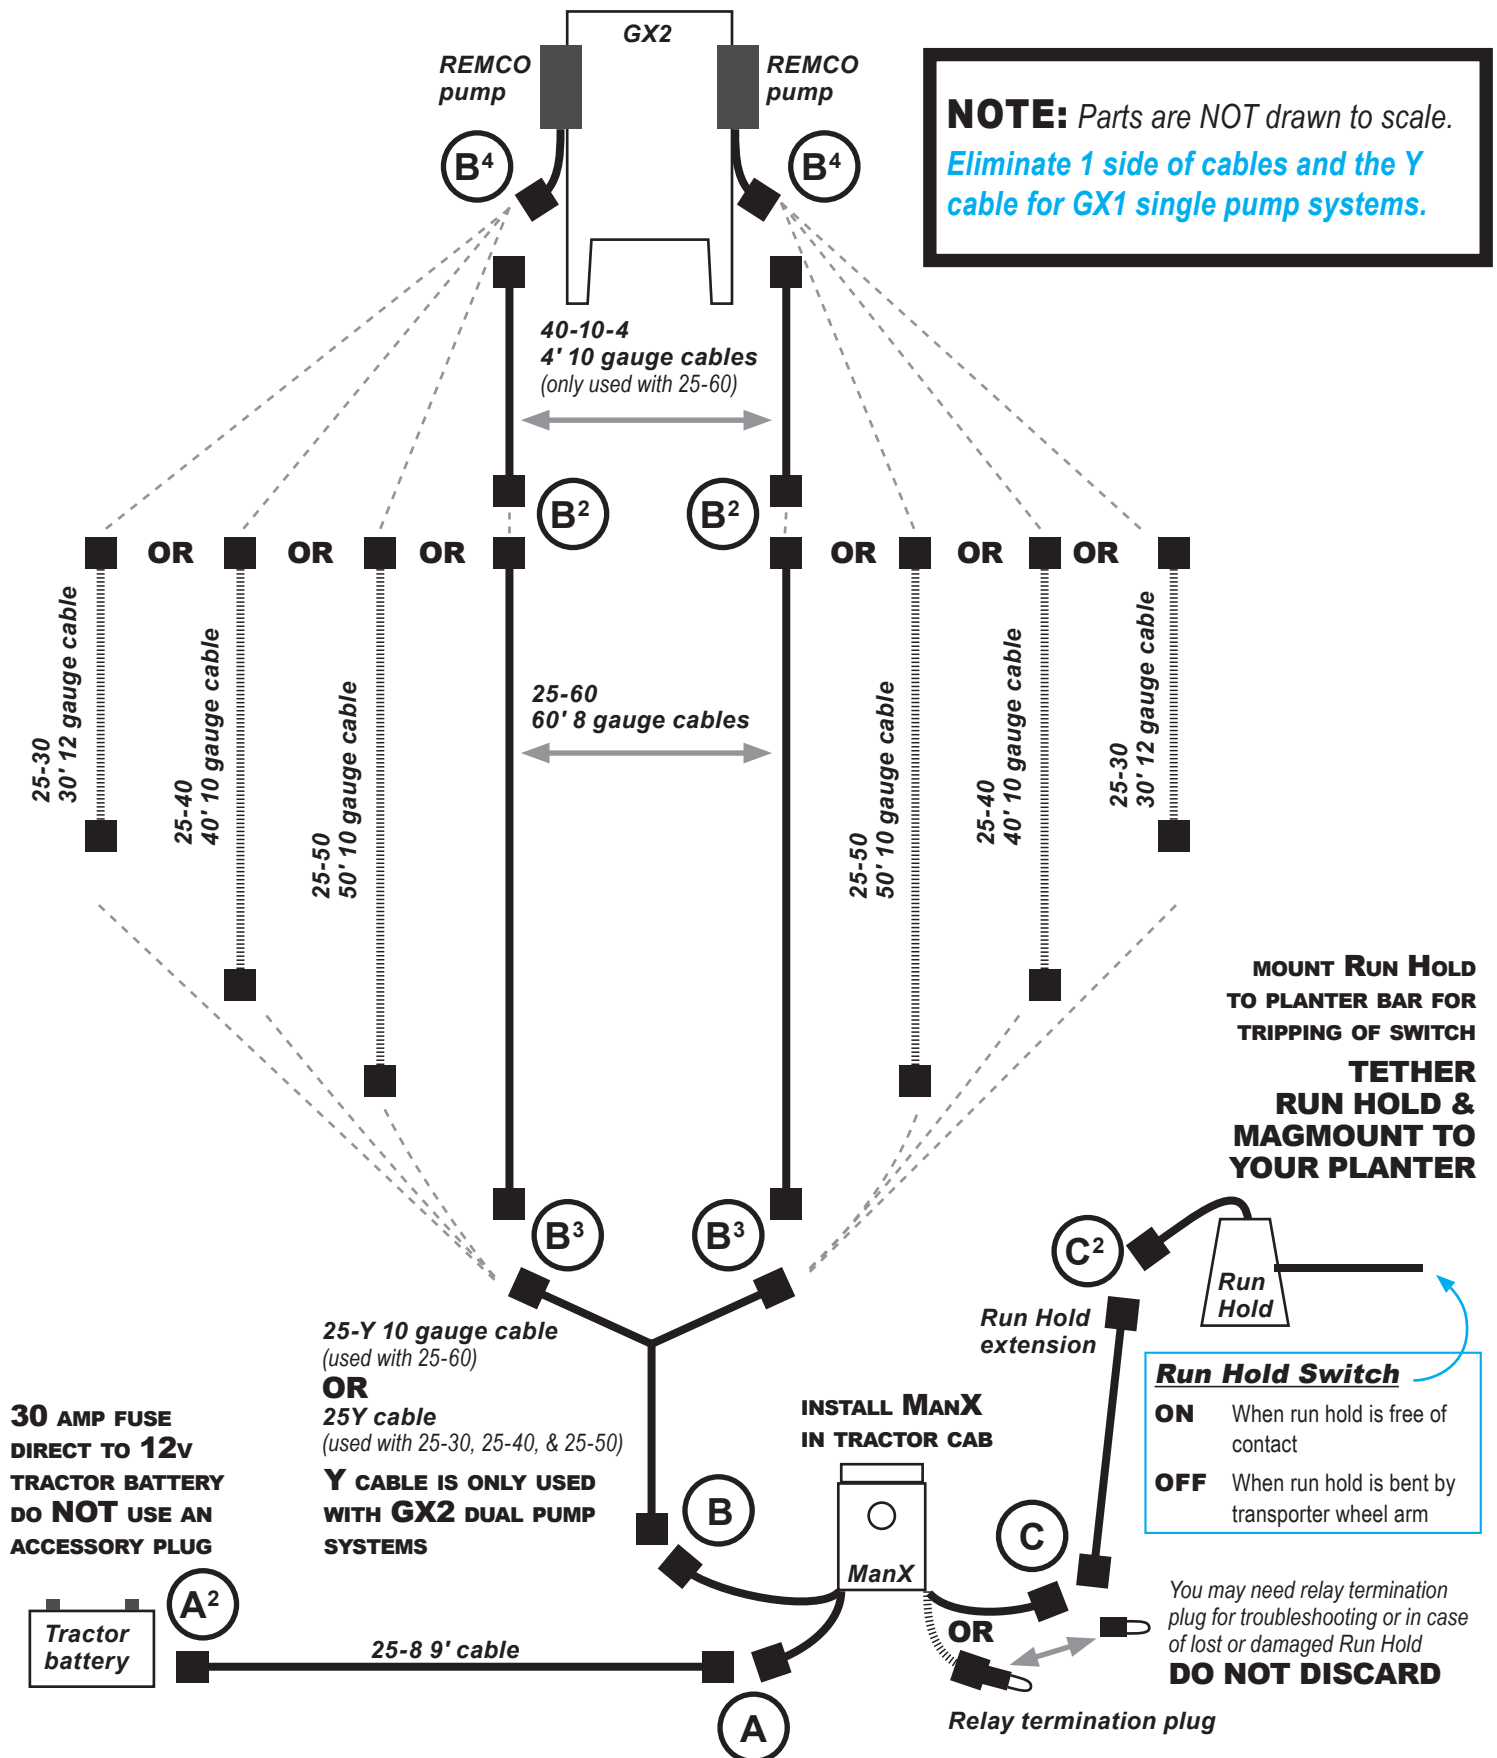 GX2
REMCO
pump
REMCO
pump
B4
B4
NOTE: Parts are NOT drawn to scale.
Eliminate 1 side of cables and the Y
cable for GX1 single pump systems.
40-10-4
4' 10 gauge cables
(only used with 25-60)
B2
B2
OR
OR
OR
OR
OR
OR
25-30
30' 12 gauge cable
25-40
40' 10 gauge cable
25-50
50' 10 gauge cable
25-60
60' 8 gauge cables
25-50
50' 10 gauge cable
25-40
40' 10 gauge cable
25-30
30' 12 gauge cable
MOUNT RUN HOLD
TO PLANTER BAR FOR
TRIPPING OF SWITCH
TETHER
RUN HOLD &
MAGMOUNT TO
YOUR PLANTER
B3
B3
C2
Run
Hold
Run Hold
extension
25-Y 10 gauge cable
(used with 25-60)
OR
25Y cable
(used with 25-30, 25-40, & 25-50)
Y CABLE IS ONLY USED
WITH GX2 DUAL PUMP
SYSTEMS
Run Hold Switch
ON When run hold is free of
contact
OFF When run hold is bent by
transporter wheel arm
30 AMP FUSE
DIRECT TO 12V
TRACTOR BATTERY
DO NOT USE AN
ACCESSORY PLUG
INSTALL MANX
IN TRACTOR CAB
B
C
ManX
A2
Tractor
battery
25-8 9' cable
A
OR
You may need relay termination
plug for troubleshooting or in case
of lost or damaged Run Hold
DO NOT DISCARD
Relay termination plug